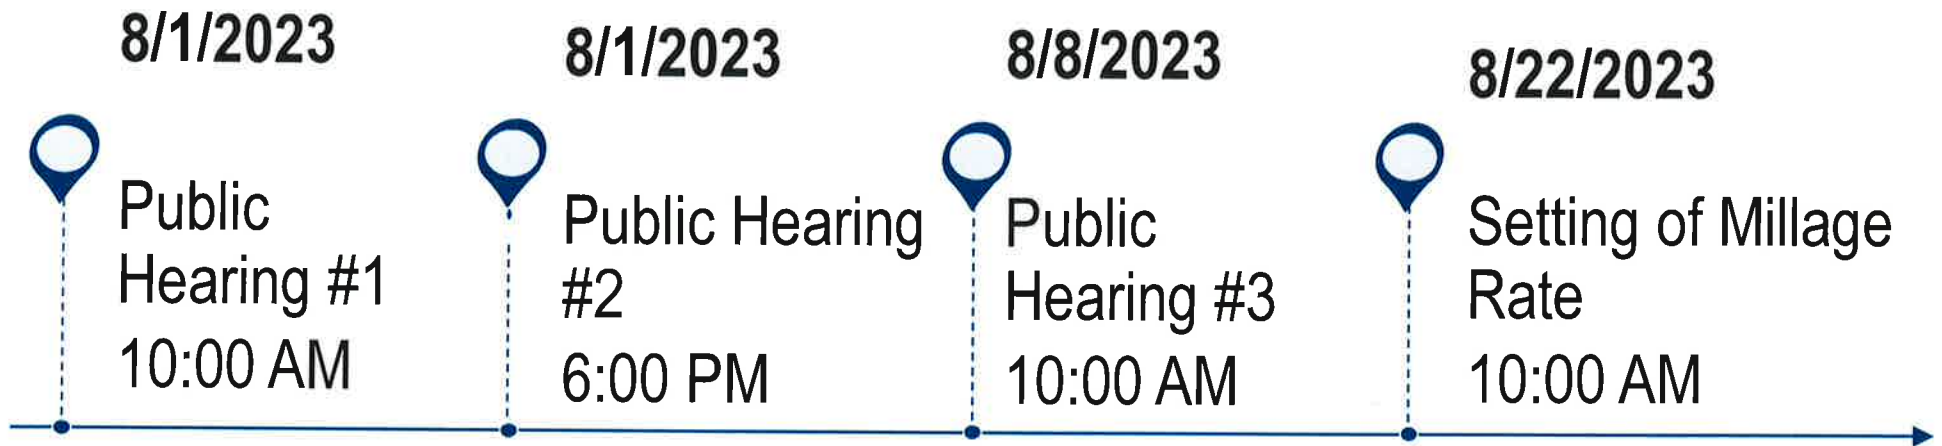 8/1/2023
Public
Hearing #1
10:00 AM
8/1/2023
Public Hearing
#2
6:00 PM
8/8/2023
Public
Hearing #3
10:00 AM
8/22/2023
Setting of Millage
Rate
10:00 AM